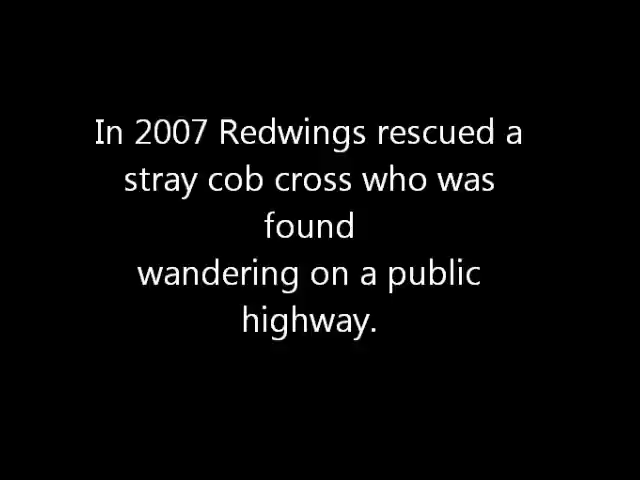 In 2007 Redwings rescued a
stray cob cross who was
found
wandering on a public
highway.